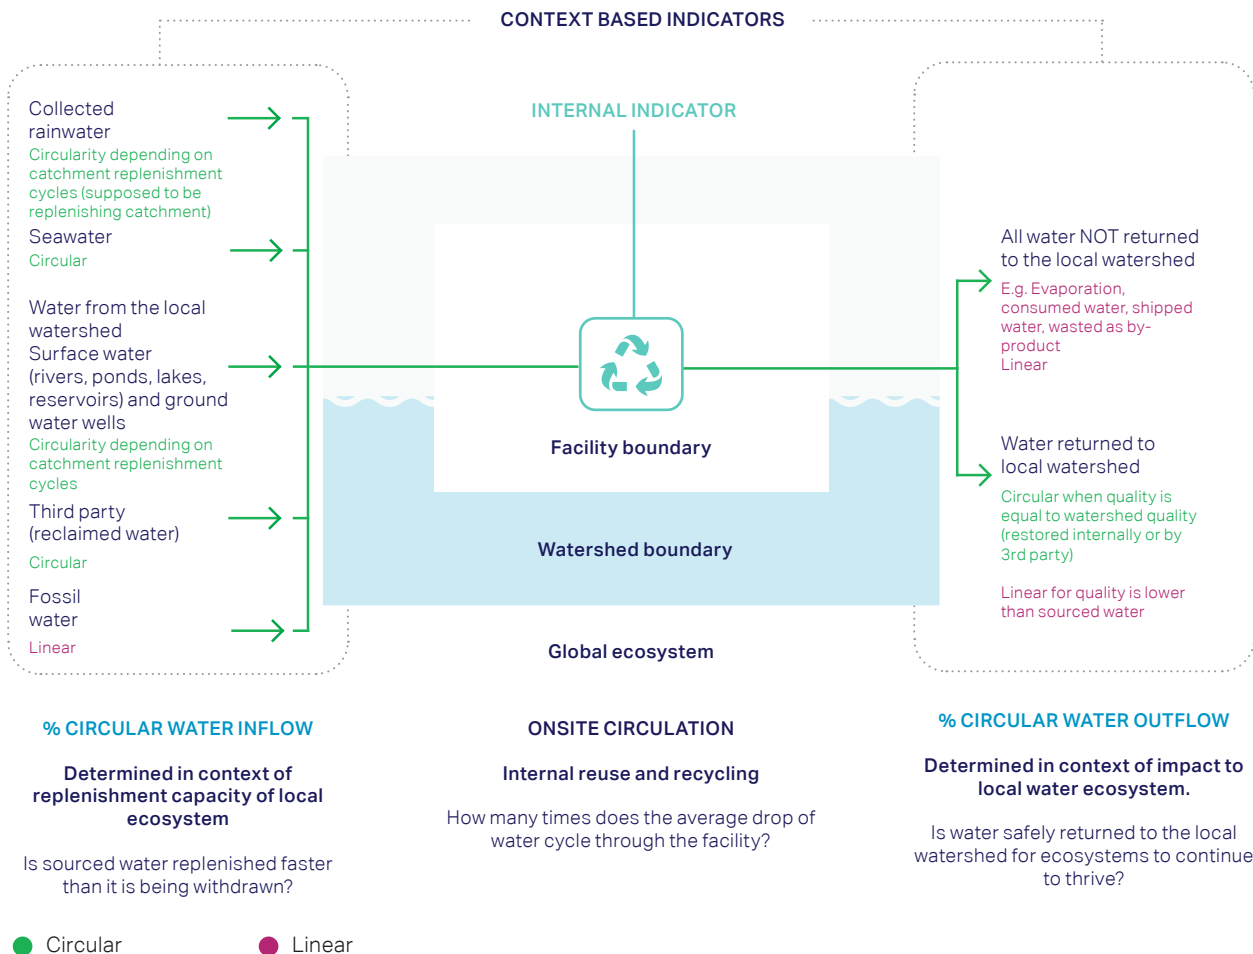 CONTEXT BASED INDICATORS
Collected
rainwater
Circularity depending on
catchment replenishment
cycles (supposed to be
replenishing catchment)
Seawater
Circular
Water from the local
watershed
Surface water
(rivers, ponds, lakes,
reservoirs) and ground
water wells
Circularity depending on
catchment replenishment
cycles
Third party
(reclaimed water)
Circular
Fossil
water
Linear
INTERNAL INDICATOR
Facility boundary
Watershed boundary
Global ecosystem
All water NOT returned
to the local watershed
E.g. Evaporation,
consumed water, shipped
water, wasted as by-
product
Linear
Water returned to
local watershed
Circular when quality is
equal to watershed quality
(restored internally or by
3rd party)
Linear for quality is lower
than sourced water
% CIRCULAR WATER INFLOW
Determined in context of
replenishment capacity of local
ecosystem
Is sourced water replenished faster
than it is being withdrawn?
ONSITE CIRCULATION
Internal reuse and recycling
How many times does the average drop of
water cycle through the facility?
% CIRCULAR WATER OUTFLOW
Determined in context of impact to
local water ecosystem.
Is water safely returned to the local
watershed for ecosystems to continue
to thrive?
Circular
Linear